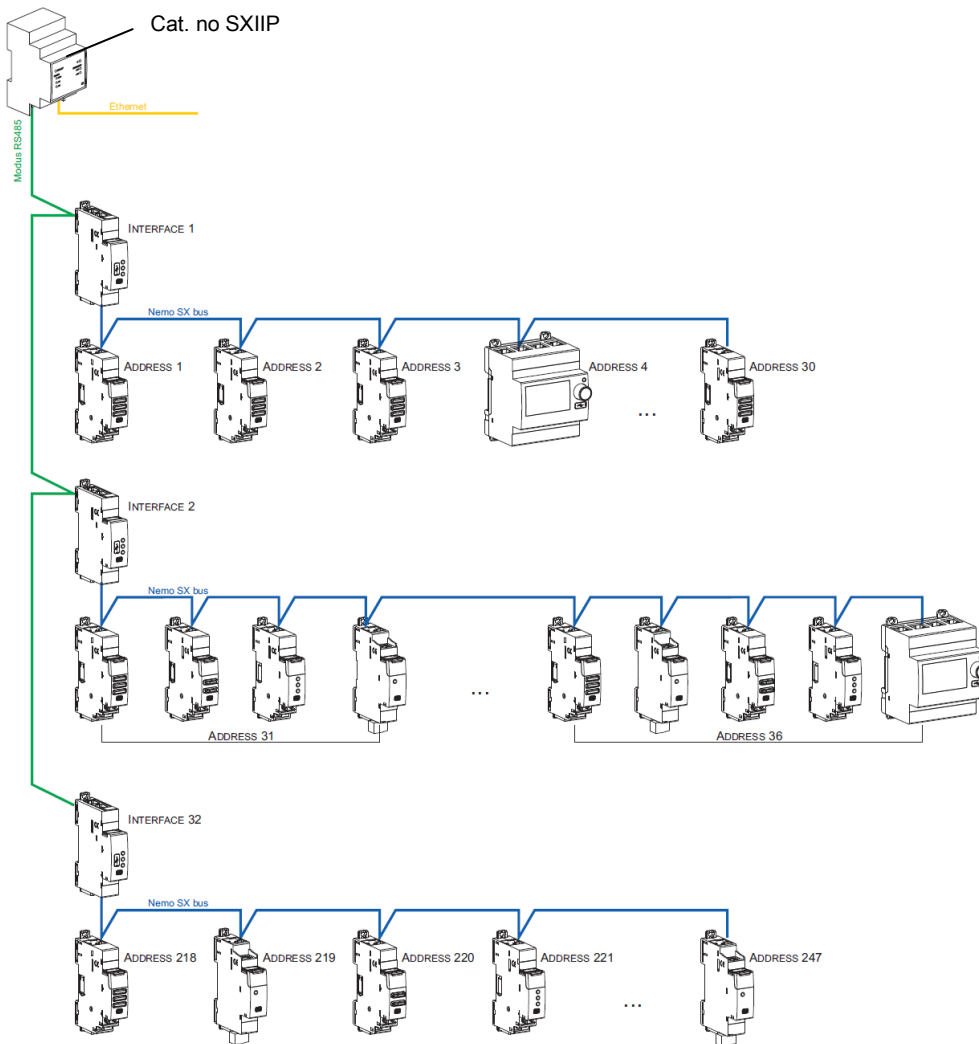 Cat. no SXIIP
Ethernet
Modus RS485
INTERFACE 1
Nemo SX bus
ADDRESS 1
ADDRESS 2
ADDRESS 3
ADDRESS 4
ADDRESS 30
...
INTERFACE 2
Nemo SX bus
...
ADDRESS 31
ADDRESS 36
INTERFACE 32
Nemo SX bus
ADDRESS 218
ADDRESS 219
ADDRESS 220
ADDRESS 221
ADDRESS 247
...